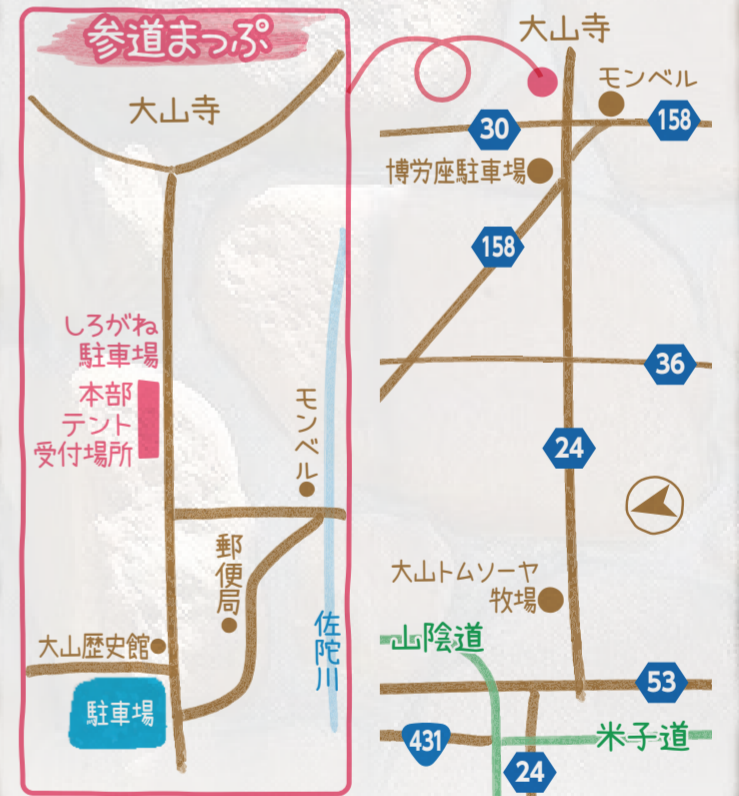 参道まっぷ
大山寺
しろがね
駐車場
本部
テント
受付場所
モンベル
郵便局
佐陀川
大山歴史館
駐車場
大山寺
モンベル
30
158
博労座駐車場
158
36
24
大山トムソーヤ
牧場
山陰道
53
431
米子道
24